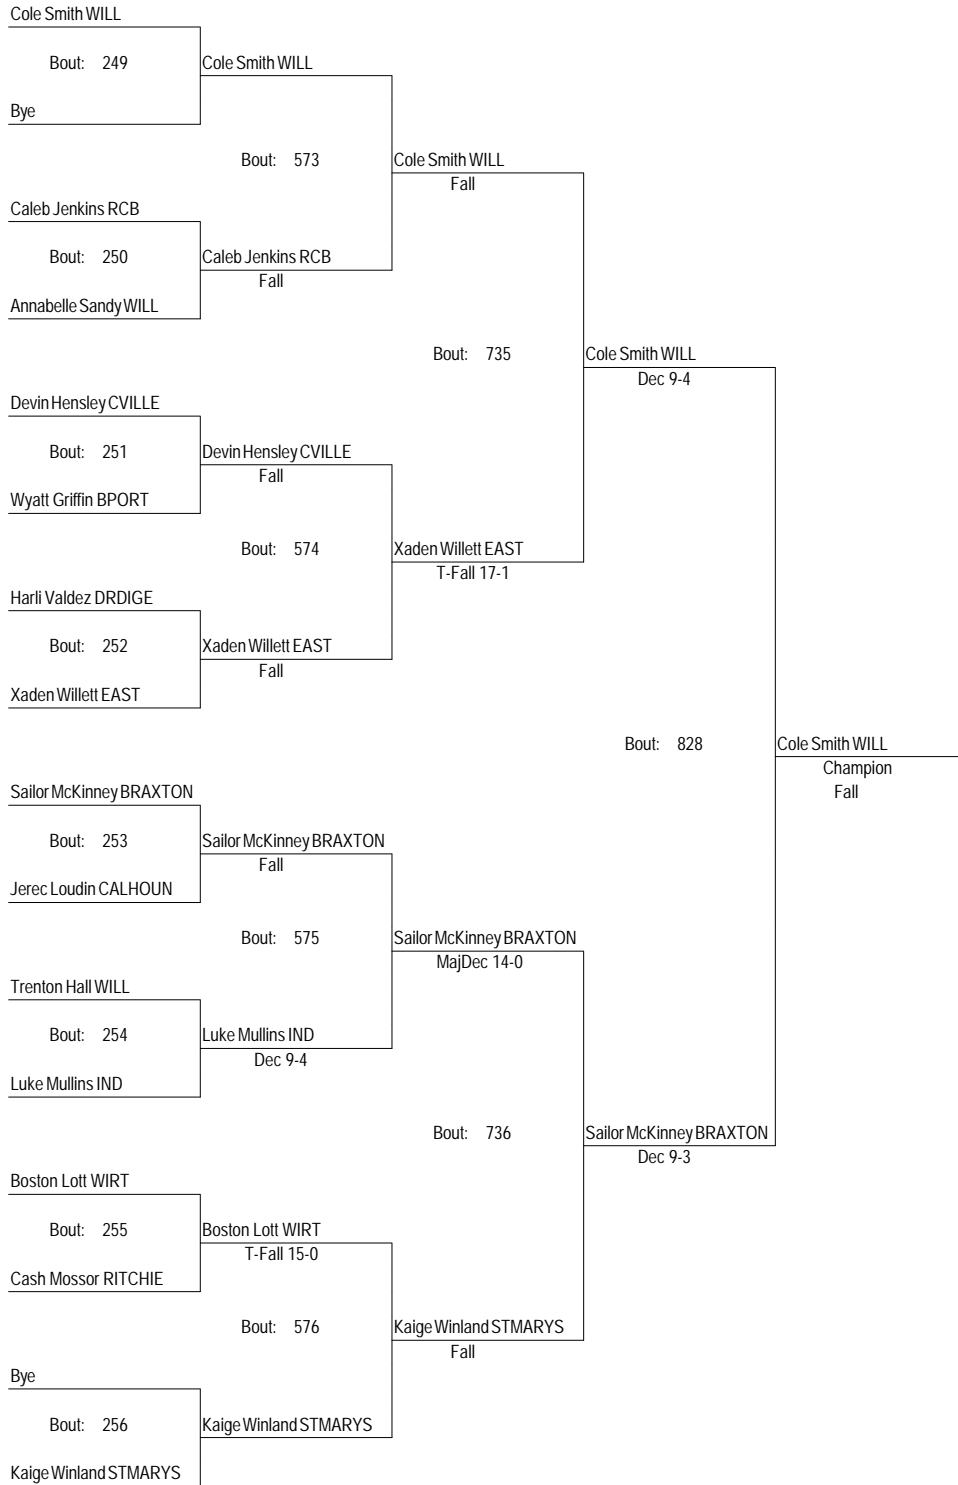 Cole Smith WILL
Bout: 249
Cole Smith WILL
Bye
Bout: 573
Cole Smith WILL
Fall
Caleb Jenkins RCB
Bout: 250
Caleb Jenkins RCB
Fall
Annabelle Sandy WILL
Bout: 735
Cole Smith WILL
Dec 9-4
Devin Hensley CVILLE
Bout: 251
Devin Hensley CVILLE
Fall
Wyatt Griffin BPORT
Bout: 574
Xaden Willett EAST
T-Fall 17-1
Harli Valdez DRDIGE
Bout: 252
Xaden Willett EAST
Fall
Xaden Willett EAST
Bout: 828
Cole Smith WILL
Champion
Fall
Sailor McKinney BRAXTON
Bout: 253
Sailor McKinney BRAXTON
Fall
Jerec Loudin CALHOUN
Bout: 575
Sailor McKinney BRAXTON
MajDec 14-0
Trenton Hall WILL
Bout: 254
Luke Mullins IND
Dec 9-4
Luke Mullins IND
Bout: 736
Sailor McKinney BRAXTON
Dec 9-3
Boston Lott WIRT
Bout: 255
Boston Lott WIRT
T-Fall 15-0
Cash Mossor RITCHIE
Bout: 576
Kaige Winland STMARYS
Fall
Bye
Bout: 256
Kaige Winland STMARYS
Kaige Winland STMARYS